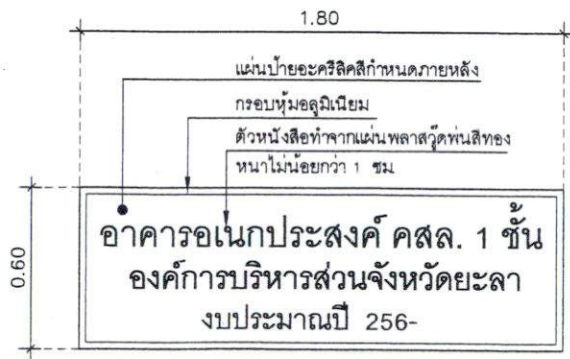 1.80
แผ่นป้ายอะครีลิคสีกำหนดภายหลัง
กรอบหุ้มอลูมิเนียม
ตัวหนังสือทำจากแผ่นพลาสวู๊ดพ่นสีทอง
หนาไม่น้อยกว่า 1 ซม
0.60
อาคารอเนกประสงค์ คสล. 1 ชั้น
องค์การบริหารส่วนจังหวัดยะลา
งบประมาณปี 256-